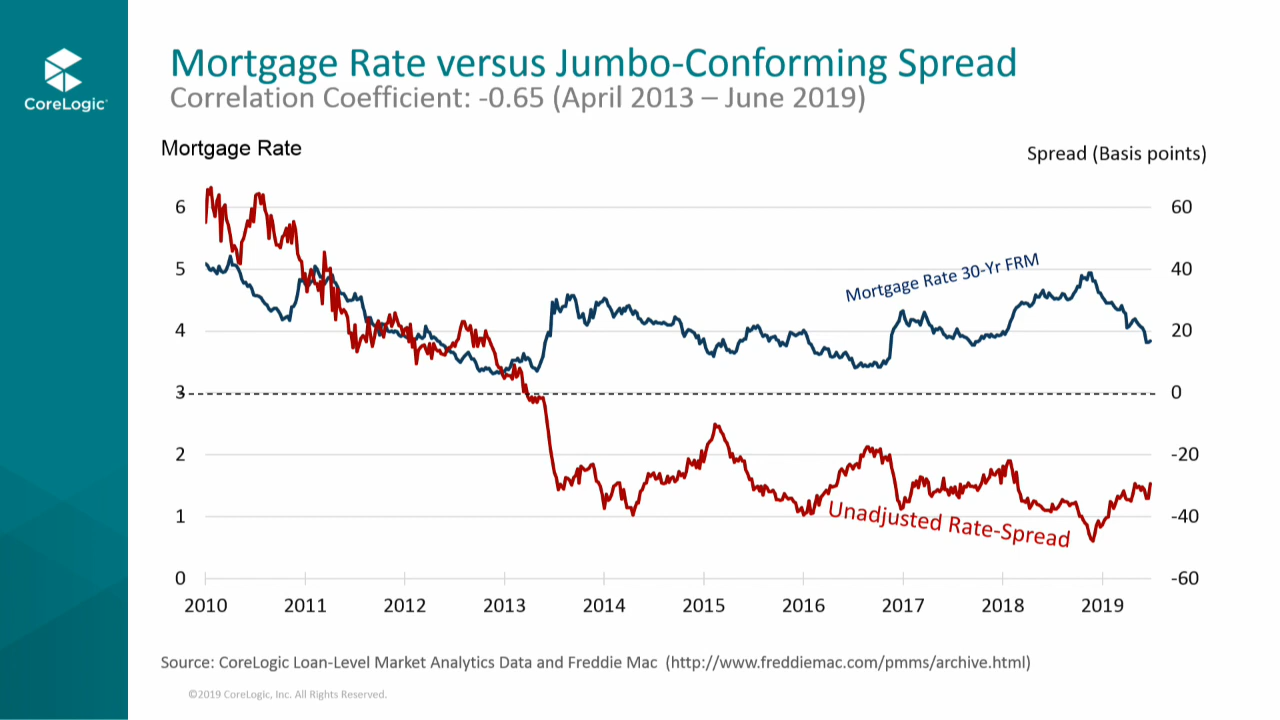 CoreLogic
Mortgage Rate versus Jumbo-Conforming Spread
Correlation Coefficient: -0.65 (April 2013 – June 2019)
Mortgage Rate
Spread (Basis points)
6
60
5
40
Mortgage Rate 30-Yr FRM
4
20
3
0
2
-20
1
-40
Unadjusted Rate-Spread
0
-60
2010 2011 2012 2013 2014 2015 2016 2017 2018 2019
Source: CoreLogic Loan-Level Market Analytics Data and Freddie Mac (http://www.freddiemac.com/pmms/archive.html)
©2019 CoreLogic, Inc. All Rights Reserved.